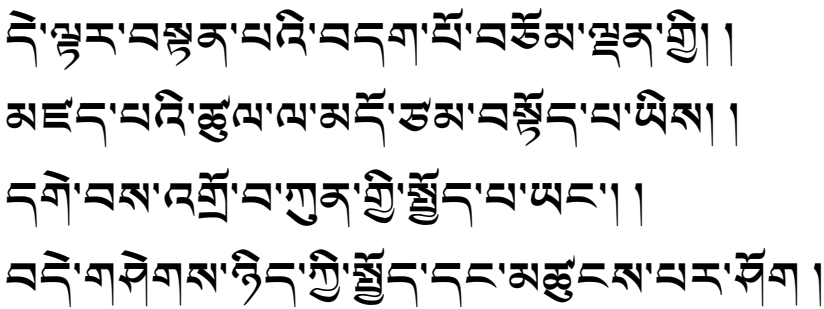 དེ་ལྟར་བསྟན་པའི་བདག་པོ་བཅོམ་ལྡན་གྱི། །
མཛད་པའི་ཚུལ་ལ་མདོ་ཙམ་བསྟོད་པ་ཡིས། །
དགེ་བས་འགྲོ་བ་ཀུན་གྱི་སྤྱོད་པ་ཡང་། །
བདེ་གཤེགས་ཉིད་ཀྱི་སྤྱོད་དང་མཚུངས་པར་ཤོག །